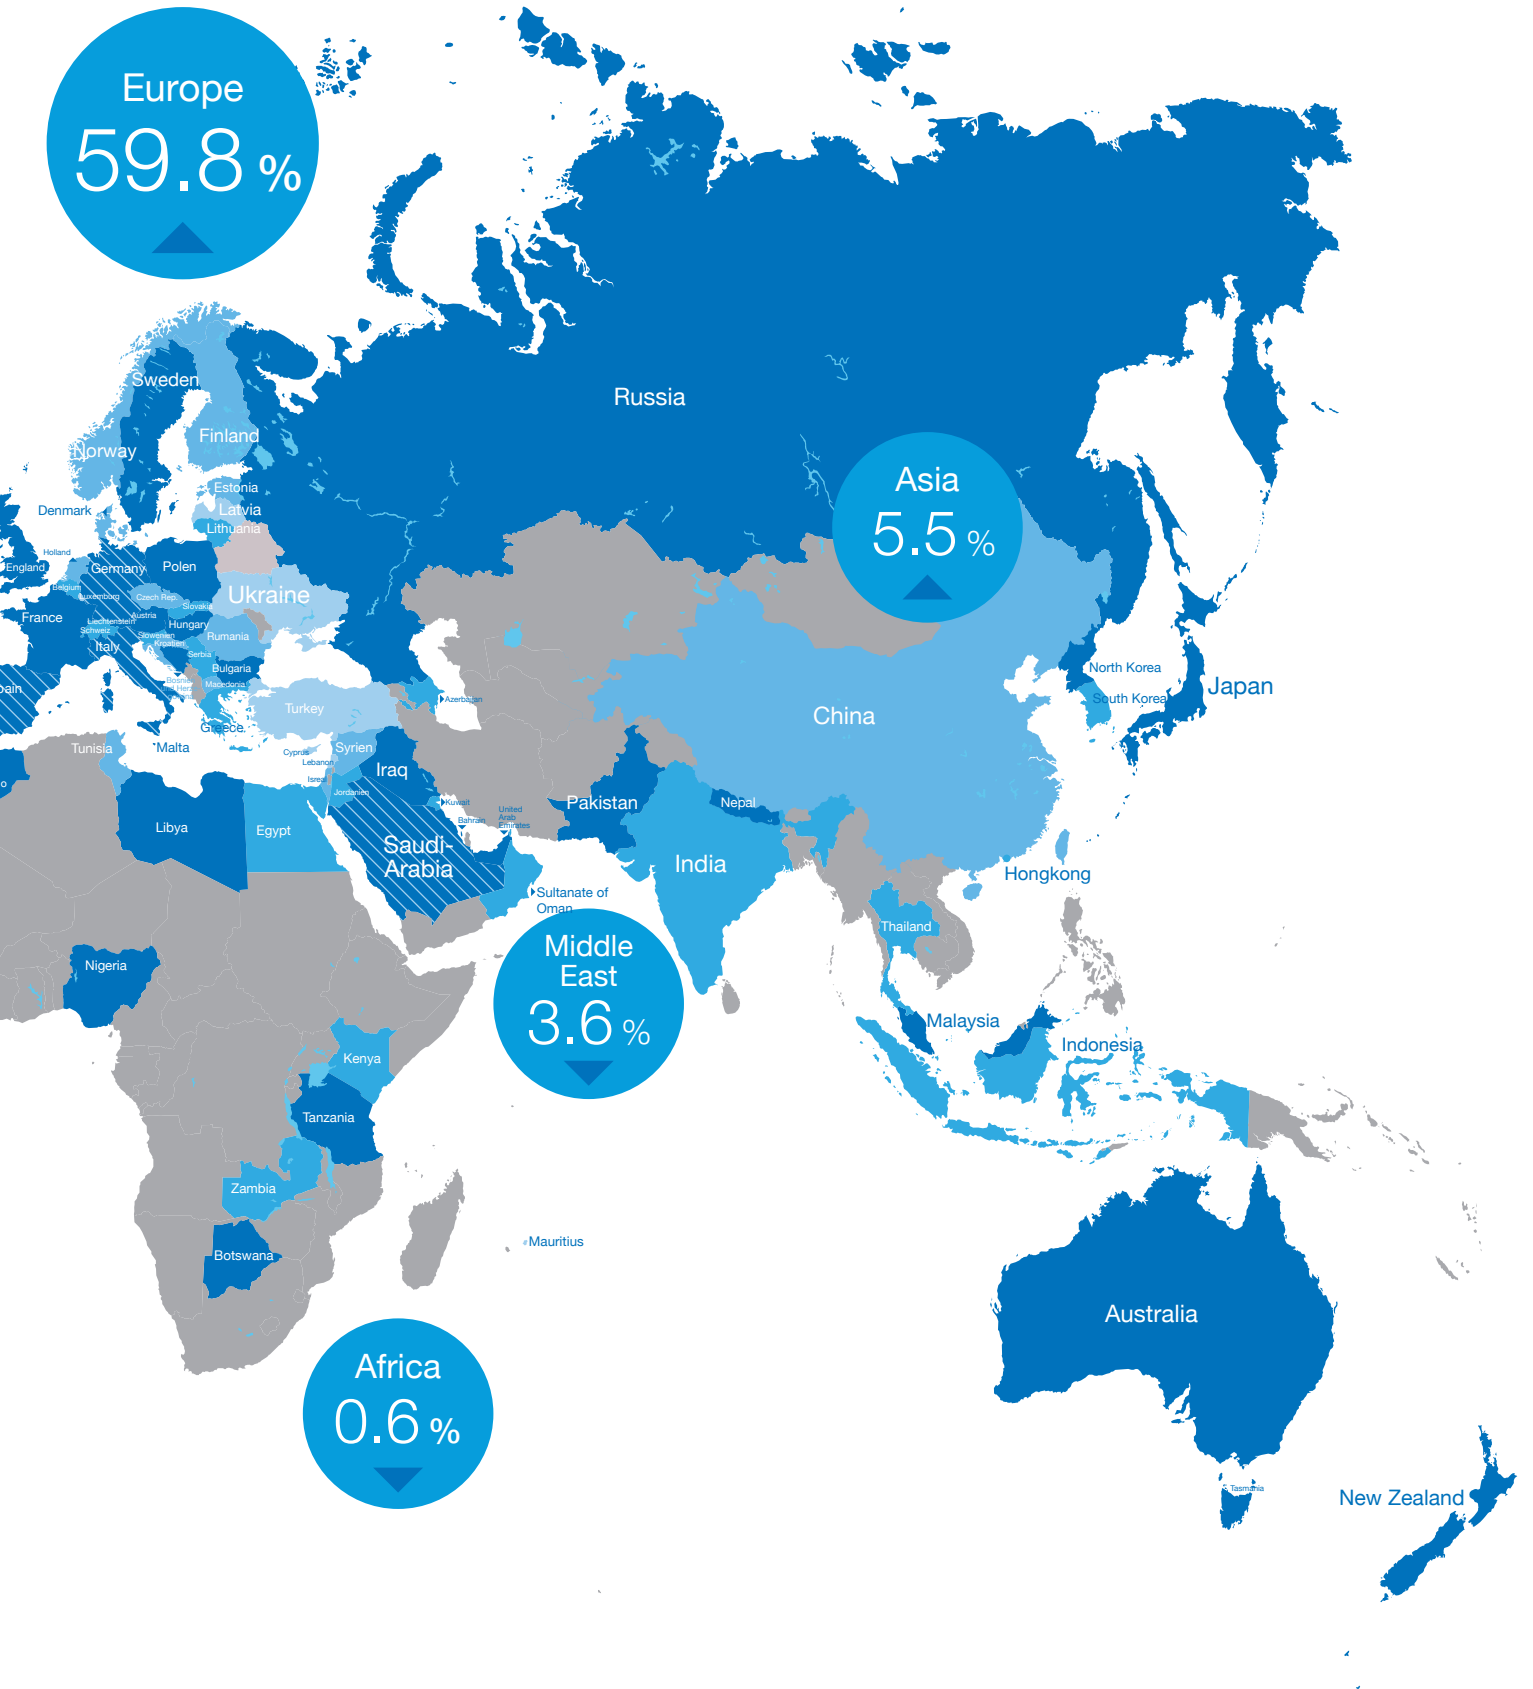 Europe
59.8 %
Sweden
Finland
Norway
Russia
Asia
5.5 %
Estonia
Latvia
Lithuania
Denmark
Holland
England
Germany
Polen
Belgium
Luxemburg
Czech Rep.
Ukraine
Slovakia
France
Liechtenstein
Austria
Hungary
Schweiz
Slowenien
Rumania
Kroatien
Italy
Serbia
Bulgaria
Macedonia
Greece
Turkey
Azerbaijan
North Korea
South Korea
Japan
China
Tunisia
Malta
Cyprus
Lebanon
Syrien
Isreal
Iraq
Jordanien
Kuwait
Bahrain
United
Arab
Emirates
Pakistan
Nepal
Libya
Egypt
Saudi-
Arabia
India
Hongkong
Sultanate of
Oman
Thailand
Middle
East
3.6 %
Nigeria
Malaysia
Indonesia
Kenya
Tanzania
Zambia
Botswana
Mauritius
Australia
Africa
0.6 %
Tasmania
New Zealand